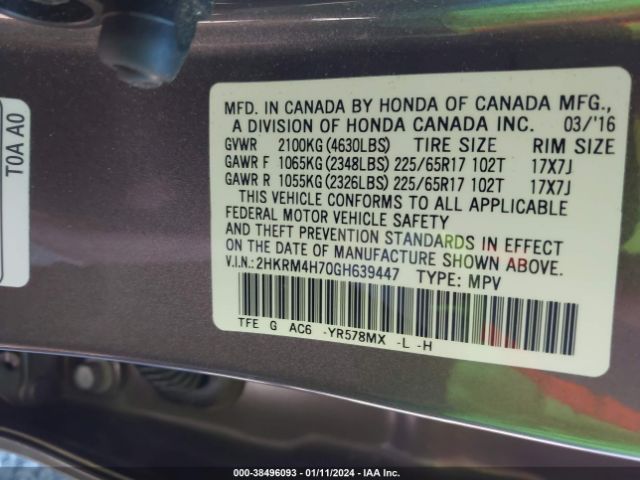 T0A A0
MFD. IN CANADA BY HONDA OF CANADA MFG.,
A DIVISION OF HONDA CANADA INC. 03/'16
GVWR 2100KG (4630LBS) TIRE SIZE RIM SIZE
GAWR F 1065KG (2348LBS) 225/65R17 102T 17X7J
GAWR R 1055KG (2326LBS) 225/65R17 102T 17X7J
THIS VEHICLE CONFORMS TO ALL APPLICABLE
FEDERAL MOTOR VEHICLE SAFETY
AND THEFT PREVENTION STANDARDS IN EFFECT
ON THE DATE OF MANUFACTURE SHOWN ABOVE.
V.I.N.: 2HKRM4H70GH639447 TYPE: MPV
TFE G AC6 -YR578MX -L -H
000-38496093 - 01/11/2024 - IAA Inc.